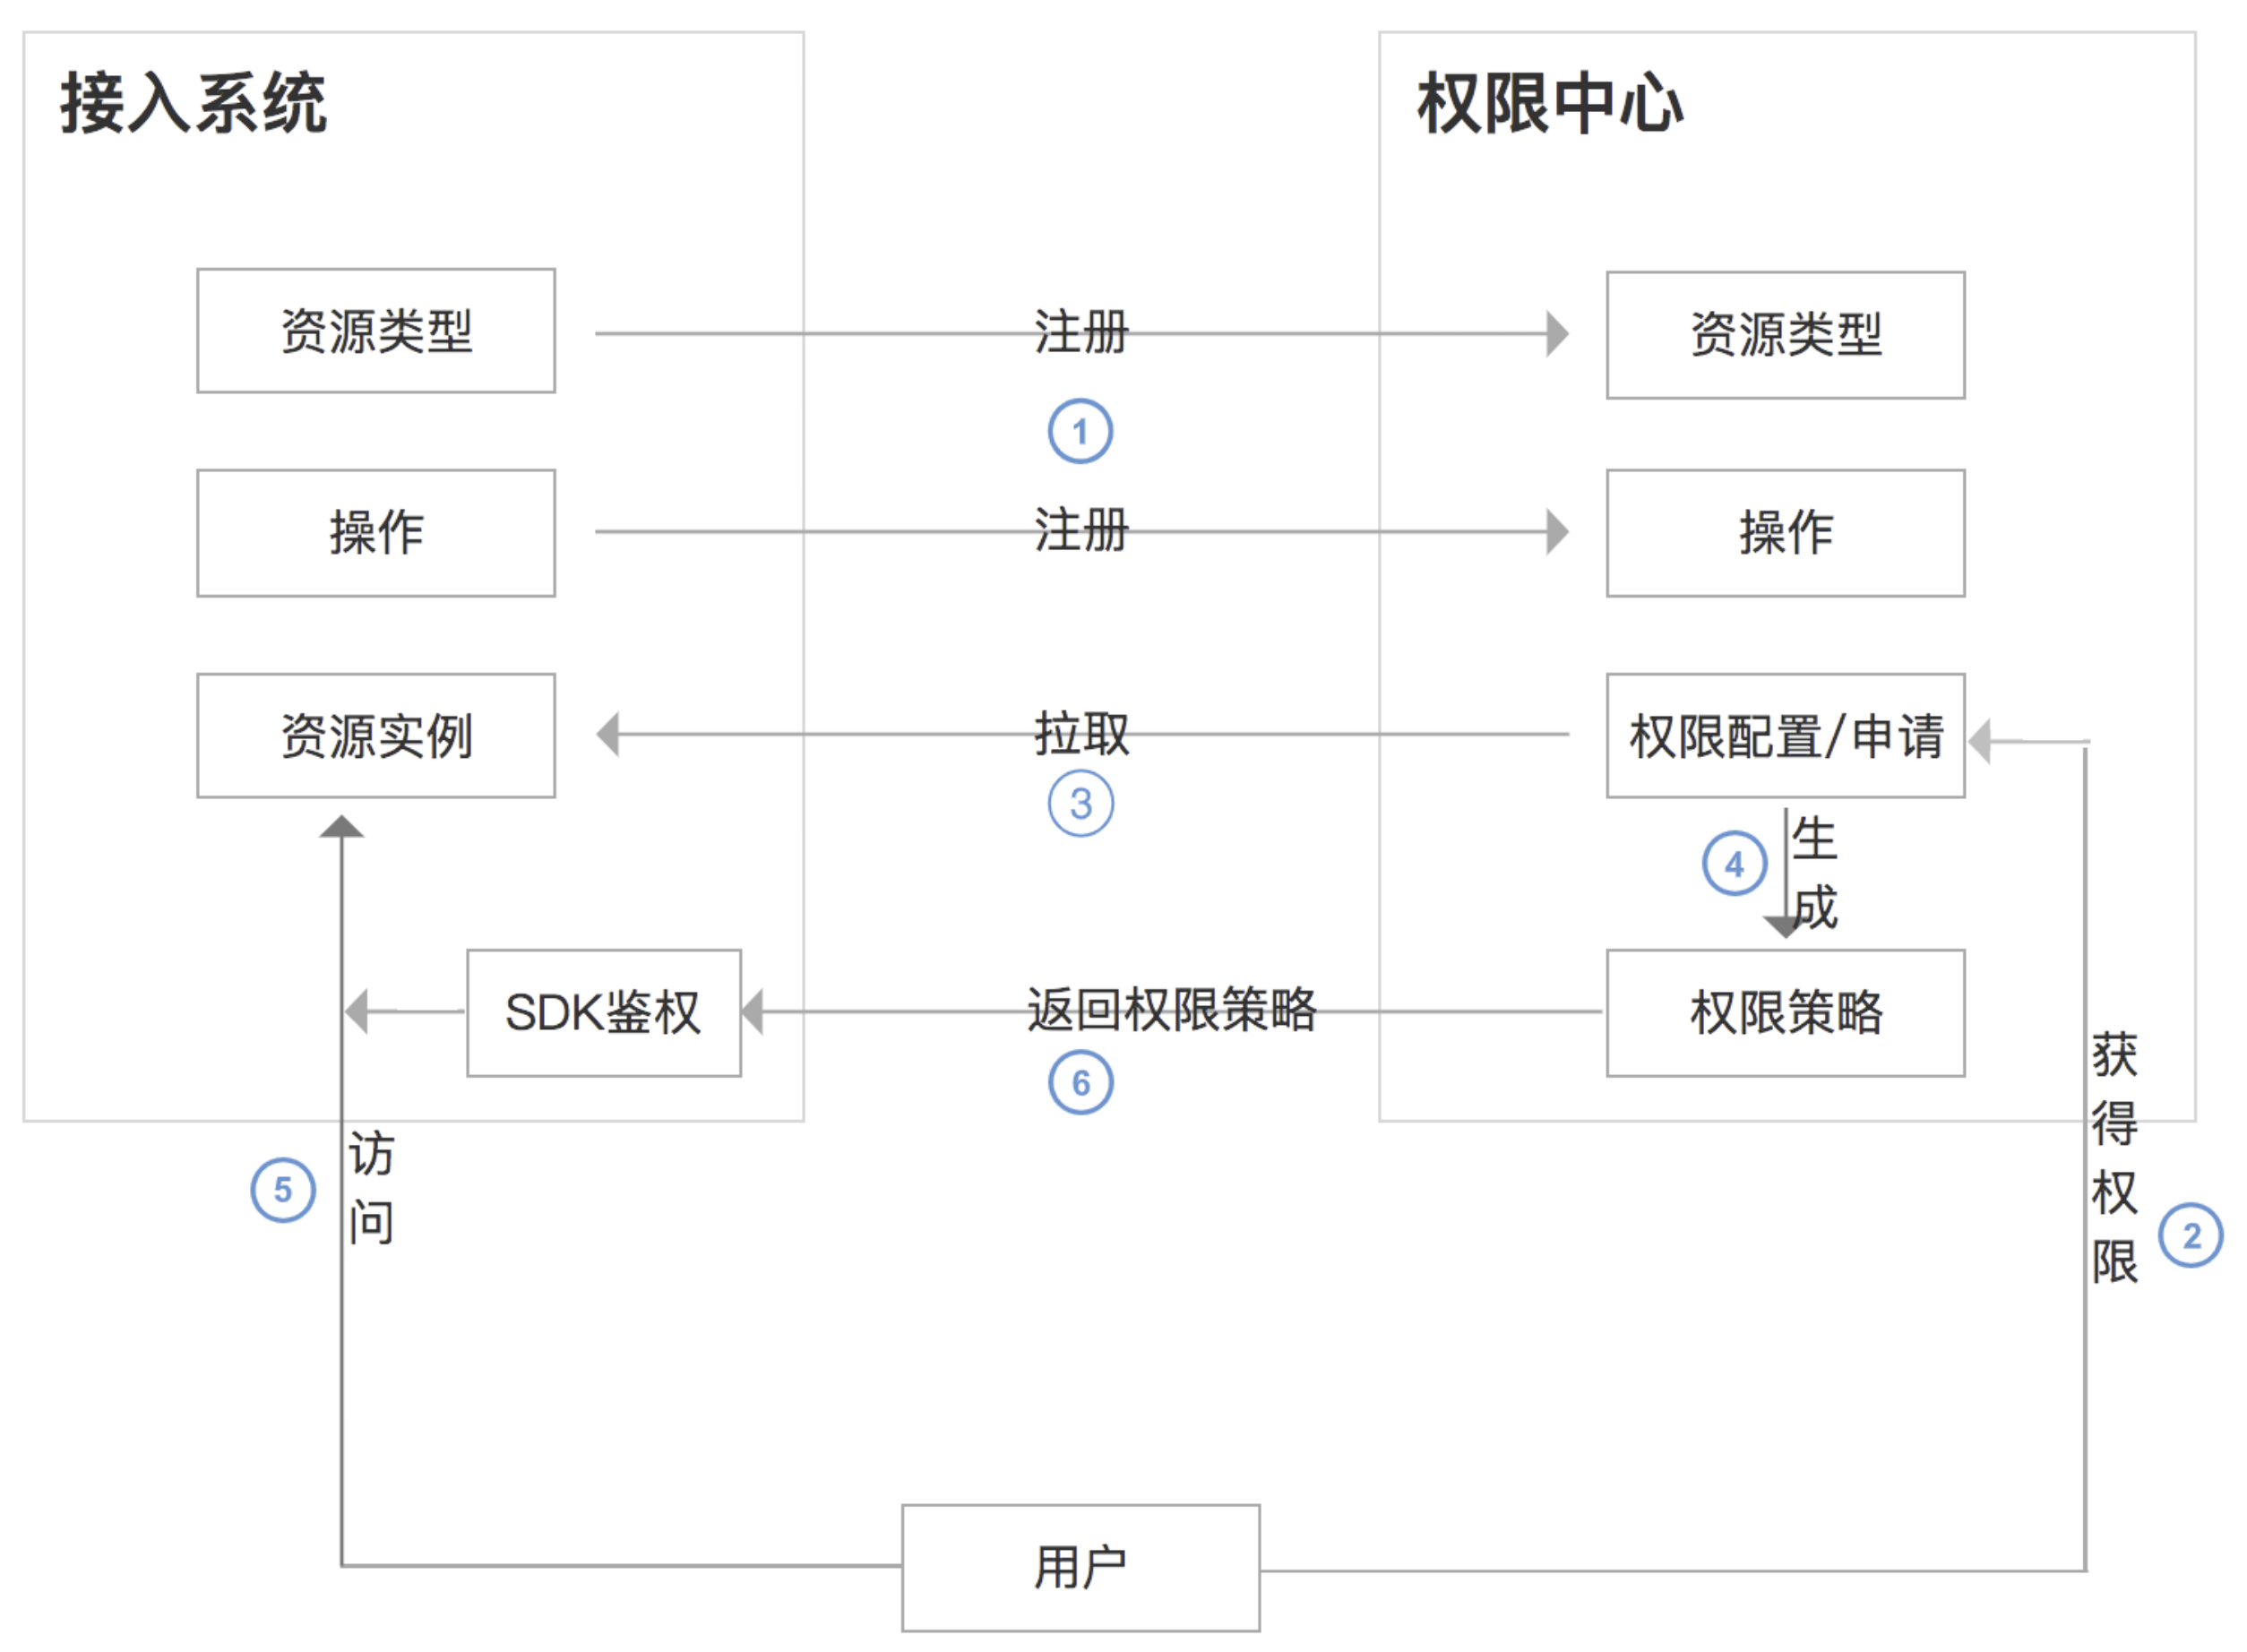 接入系统
权限中心
资源类型
注册
资源类型
1
操作
注册
操作
资源实例
拉取
权限配置/申请
3
4
生成
SDK鉴权
返回权限策略
权限策略
6
获得权限
2
5
访问
用户